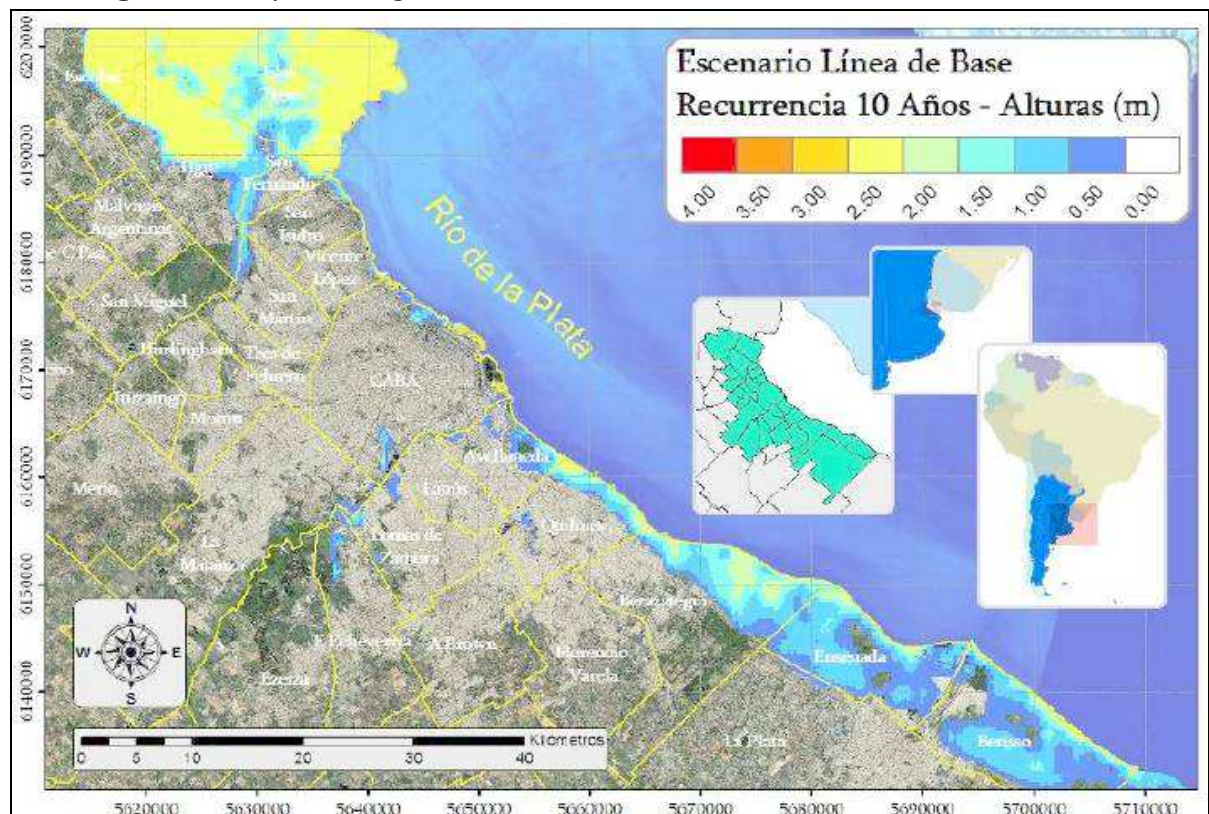 Escenario Línea de Base
Recurrencia 10 Años - Alturas (m)
4.00
3.50
3.00
2.50
2.00
1.50
1.00
0.50
0.00
Río de la Plata
Tigre
San
Fernando
San
Isidro
Vicente
López
Malvinas
Argentinas
San Miguel
San
Martín
Hurlingham
Tres de
Febrero
Ituzaingó
Morón
CABA
Merlo
La
Matanza
Avellaneda
Lanús
Lomas de
Zamora
Quilmes
Berazategui
E.Echeverría
A.Brown
Florencio
Varela
Ezeiza
La Plata
Ensenada
Berisso
N
W
E
S
Kilometros
0
5
10
20
30
40
6200000
6190000
6180000
6170000
6160000
6150000
6140000
5620000
5630000
5640000
5650000
5660000
5670000
5680000
5690000
5700000
5710000